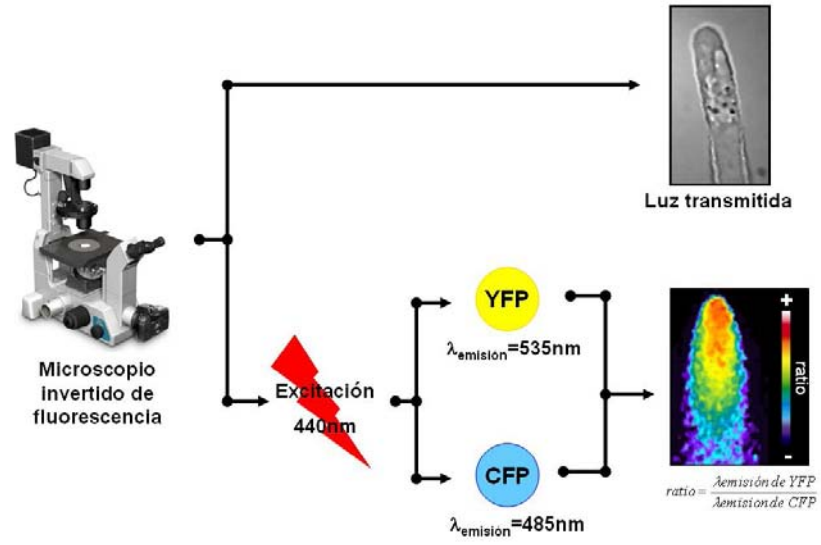 Luz transmitida
Microscopio
invertido de
fluorescencia
Excitación
440nm
YFP
λemisión=535nm
CFP
λemisión=485nm
+
ratio
-
ratio = λemisión de YFP / λemision de CFP